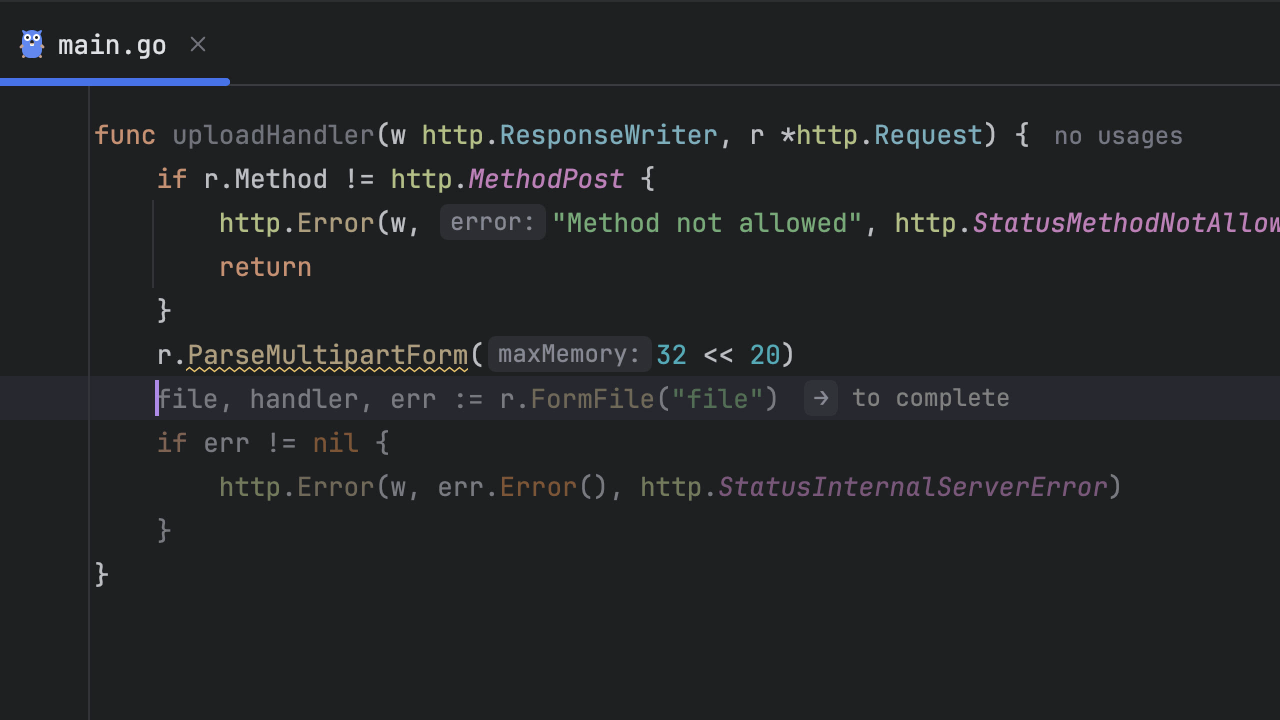 main.go
func uploadHandler(w http.ResponseWriter, r *http.Request) { no usages
if r.Method != http.MethodPost {
http.Error(w, error: "Method not allowed", http.StatusMethodNotAllow
return
}
r.ParseMultipartForm( maxMemory: 32 << 20)
file, handler, err := r.FormFile("file") → to complete
if err != nil {
http.Error(w, err.Error(), http.StatusInternalServerError)
}
}